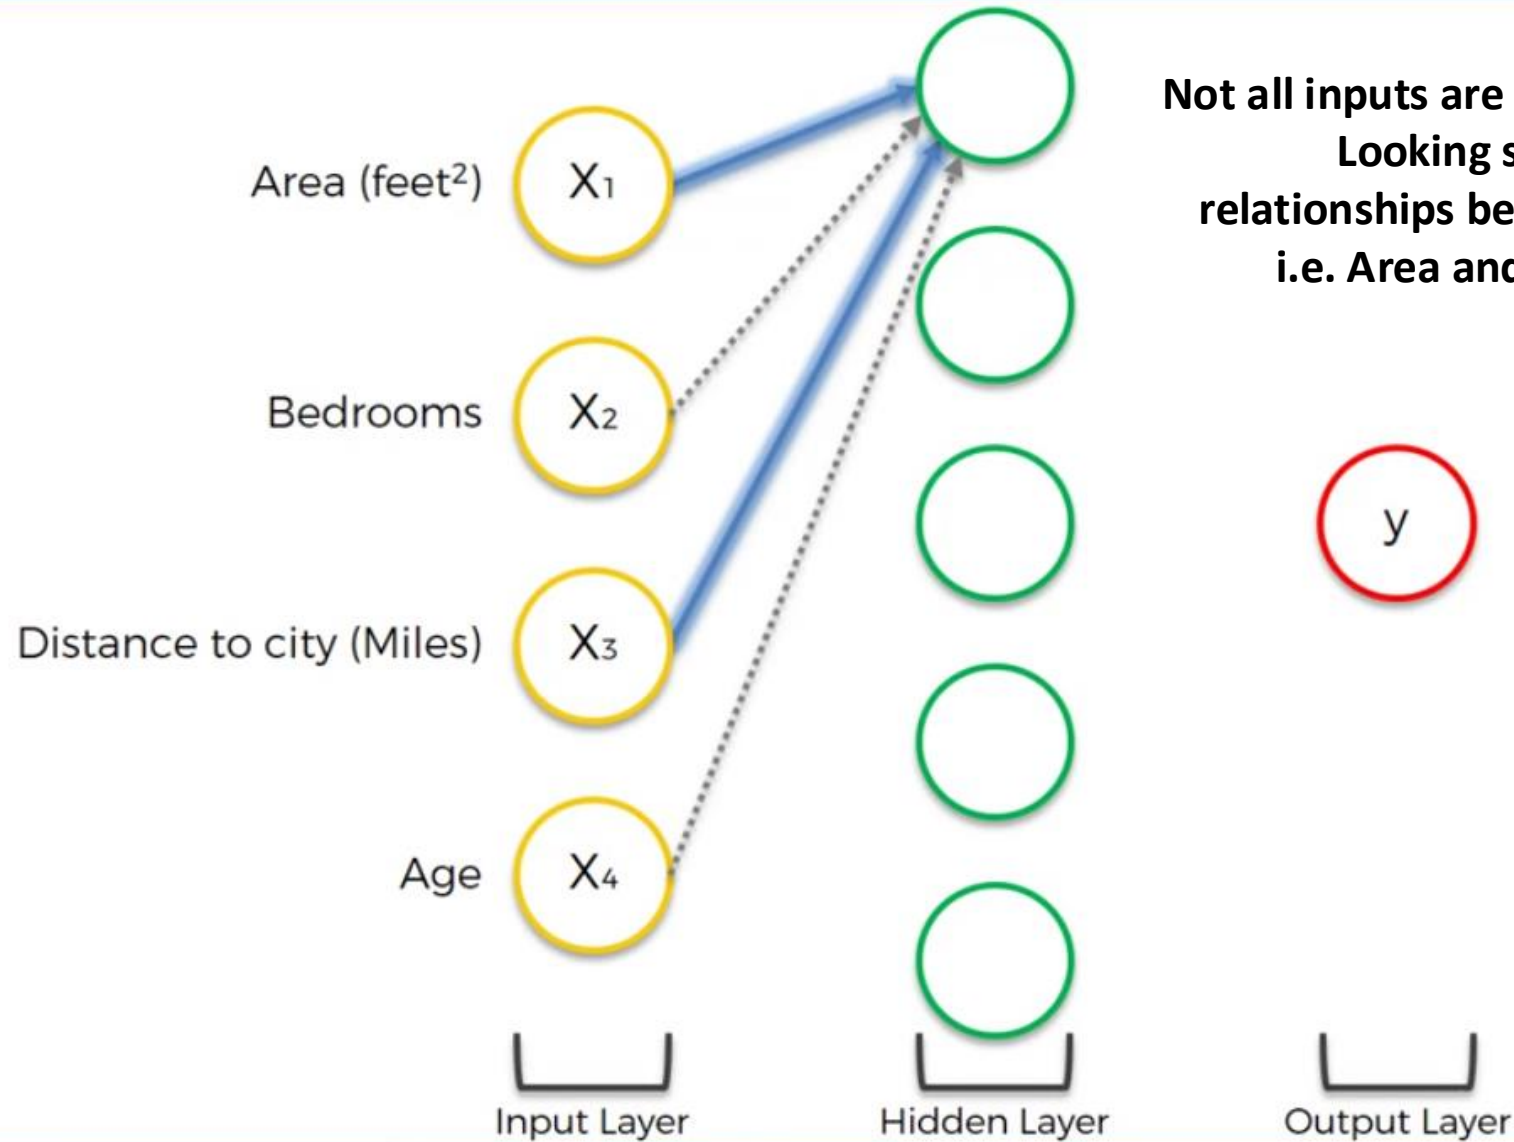 Not all inputs are
Looking s
relationships be
i.e. Area and
Area (feet²)
X₁
Bedrooms
X₂
Distance to city (Miles)
X₃
Age
X₄
y
Input Layer
Hidden Layer
Output Layer